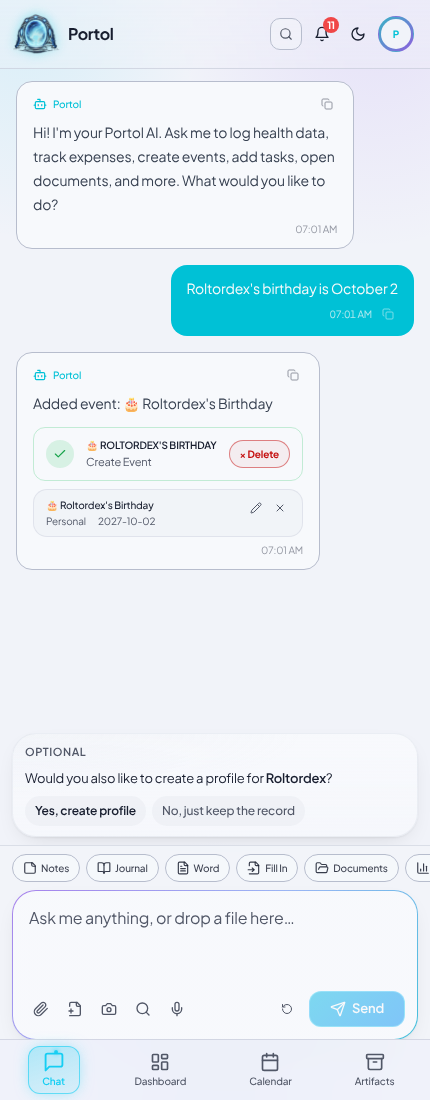 Portol
11
P
Portol
Hi! I'm your Portol AI. Ask me to log health data,
track expenses, create events, add tasks, open
documents, and more. What would you like to
do?
07:01 AM
Roltordex's birthday is October 2
07:01 AM
Portol
Added event: 🎂 Roltordex's Birthday
🎂 ROLTORDEX'S BIRTHDAY
Create Event
× Delete
🎂 Roltordex's Birthday
Personal 2027-10-02
07:01 AM
OPTIONAL
Would you also like to create a profile for Roltordex?
Yes, create profile
No, just keep the record
Notes
Journal
Word
Fill In
Documents
Ask me anything, or drop a file here...
Send
Chat
Dashboard
Calendar
Artifacts